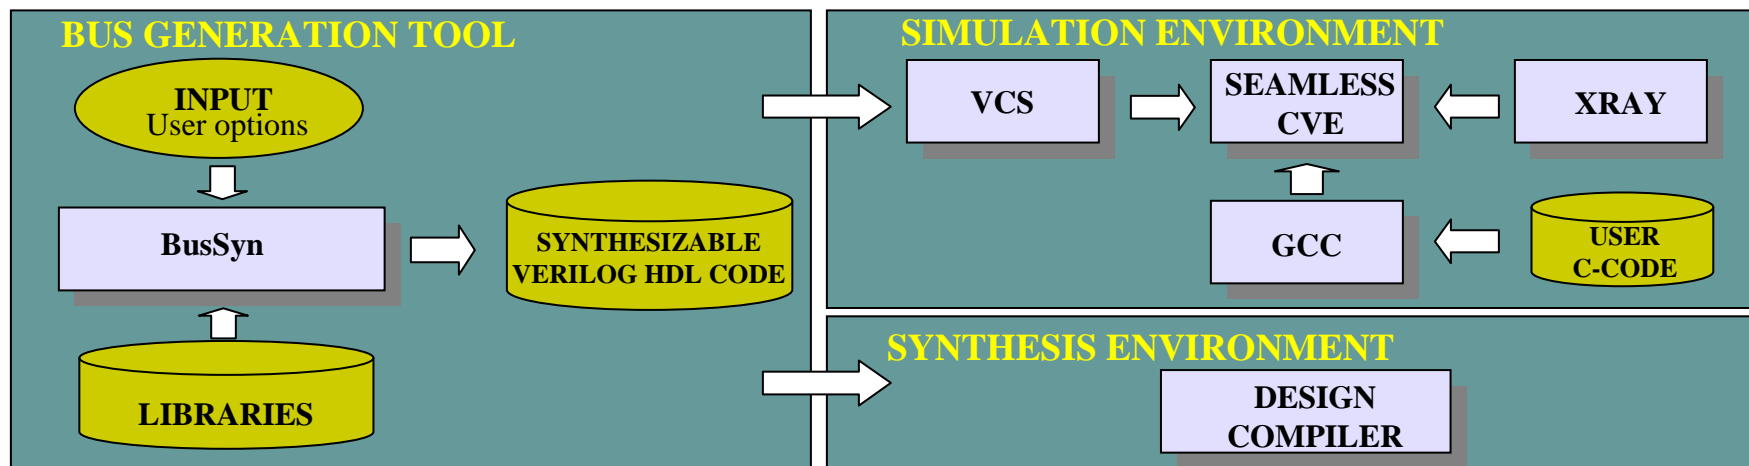 BUS GENERATION TOOL
INPUT
User options
BusSyn
SYNTHESIZABLE
VERILOG HDL CODE
LIBRARIES
SIMULATION ENVIRONMENT
VCS
SEAMLESS
CVE
XRAY
GCC
USER
C-CODE
SYNTHESIS ENVIRONMENT
DESIGN
COMPILER